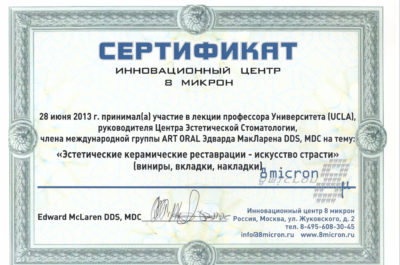 СЕРТИФИКАТ
ИННОВАЦИОННЫЙ ЦЕНТР
8 МИКРОН
28 июня 2013 г. принимал(а) участие в лекции профессора Университета (UCLA),
руководителя Центра Эстетической Стоматологии,
члена международной группы ART ORAL Эдварда МакЛарена DDS, MDC на тему:
«Эстетические керамические реставрации - искусство страсти»
(виниры, вкладки, накладки)
8micron
Edward McLaren DDS, MDC
Инновационный центр 8 микрон
Россия, Москва, ул. Жуковского, д. 2
тел. 8-495-608-30-45
info@8micron.ru www.8micron.ru